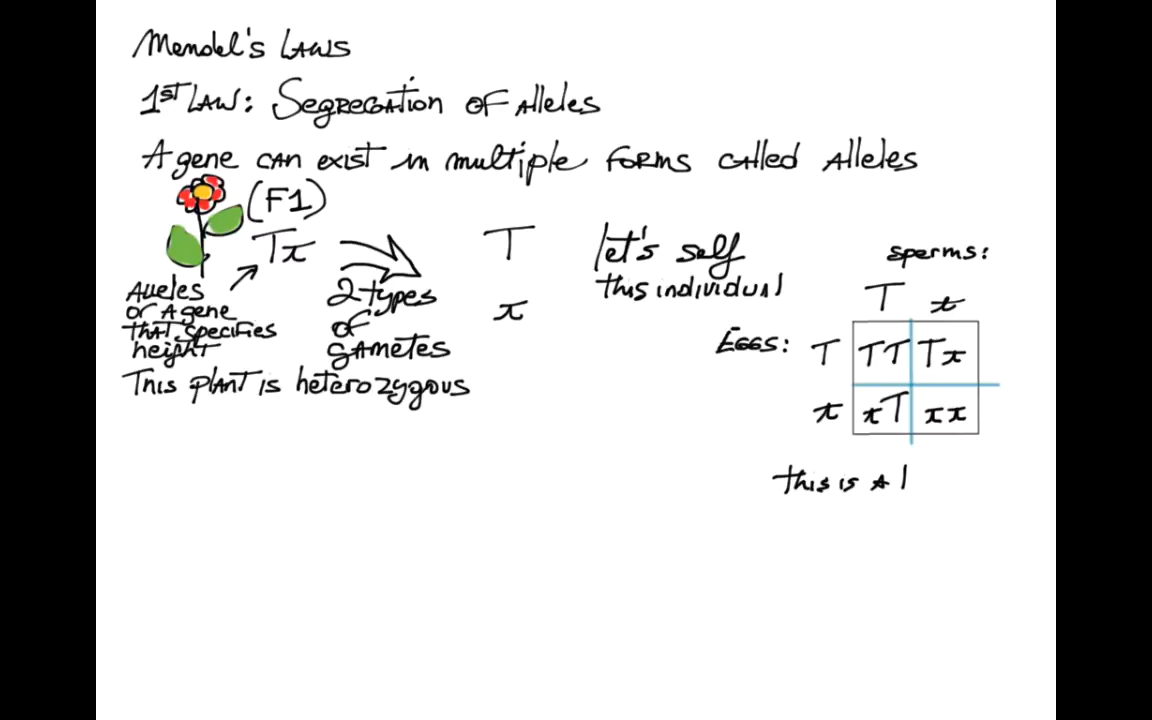 Mendel's Laws
1st Law: Segregation of Alleles
A gene can exist in multiple forms called Alleles
(F1)
Tt
T
t
let's self
this individual
Alleles
or A gene
that specifies
height
2 types
of
gametes
This plant is heterozygous
sperms:
T t
Eggs: T TT Tt
t tT tt
this is A